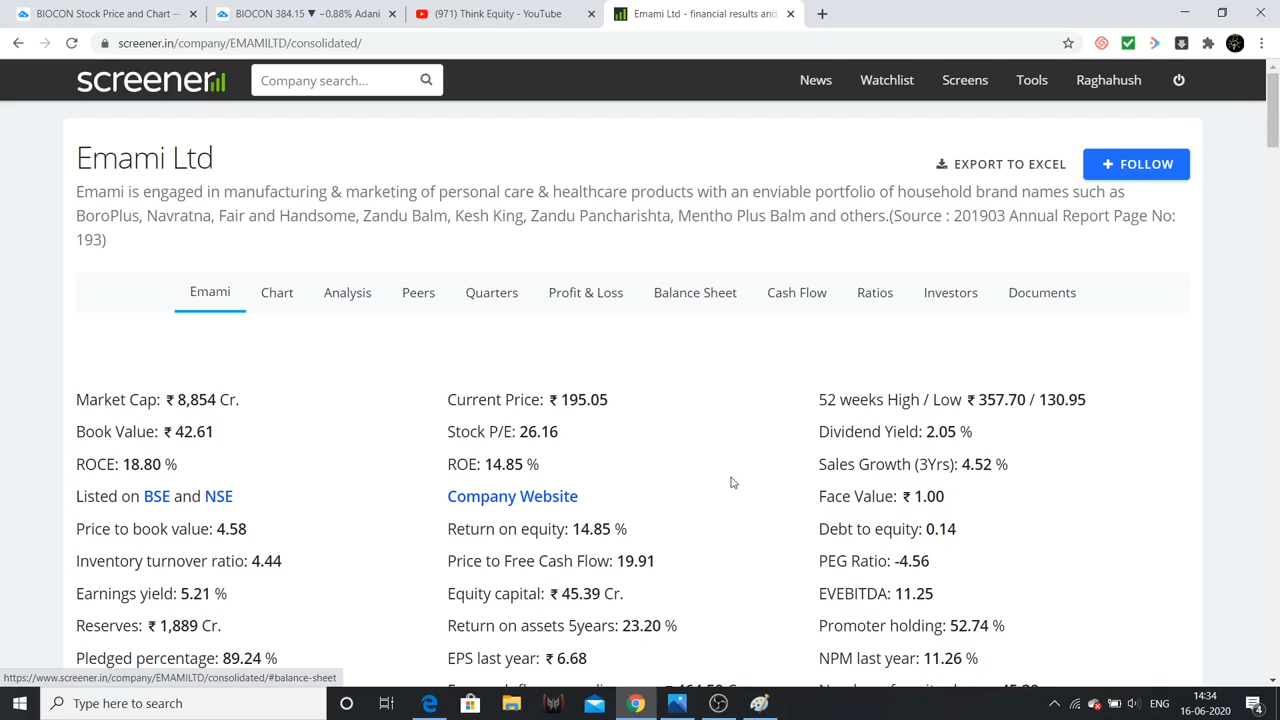 BIOCON Stock Price and Chart —
BIOCON 384.15 ▼ −0.88% Adani
(971) Think Equity - YouTube
Emami Ltd - financial results and
screener.in/company/EMAMILTD/consolidated/
screener
Company search...
News
Watchlist
Screens
Tools
Raghahush
Emami Ltd
EXPORT TO EXCEL
+ FOLLOW
Emami is engaged in manufacturing & marketing of personal care & healthcare products with an enviable portfolio of household brand names such as
BoroPlus, Navratna, Fair and Handsome, Zandu Balm, Kesh King, Zandu Pancharishta, Mentho Plus Balm and others.(Source : 201903 Annual Report Page No:
193)
Emami
Chart
Analysis
Peers
Quarters
Profit & Loss
Balance Sheet
Cash Flow
Ratios
Investors
Documents
Market Cap: ₹ 8,854 Cr.
Current Price: ₹ 195.05
52 weeks High / Low ₹ 357.70 / 130.95
Book Value: ₹ 42.61
Stock P/E: 26.16
Dividend Yield: 2.05 %
ROCE: 18.80 %
ROE: 14.85 %
Sales Growth (3Yrs): 4.52 %
Listed on BSE and NSE
Company Website
Face Value: ₹ 1.00
Price to book value: 4.58
Return on equity: 14.85 %
Debt to equity: 0.14
Inventory turnover ratio: 4.44
Price to Free Cash Flow: 19.91
PEG Ratio: -4.56
Earnings yield: 5.21 %
Equity capital: ₹ 45.39 Cr.
EVEBITDA: 11.25
Reserves: ₹ 1,889 Cr.
Return on assets 5years: 23.20 %
Promoter holding: 52.74 %
Pledged percentage: 89.24 %
EPS last year: ₹ 6.68
NPM last year: 11.26 %
https://www.screener.in/company/EMAMILTD/consolidated/#balance-sheet
Type here to search
14:34
ENG
16-06-2020
4